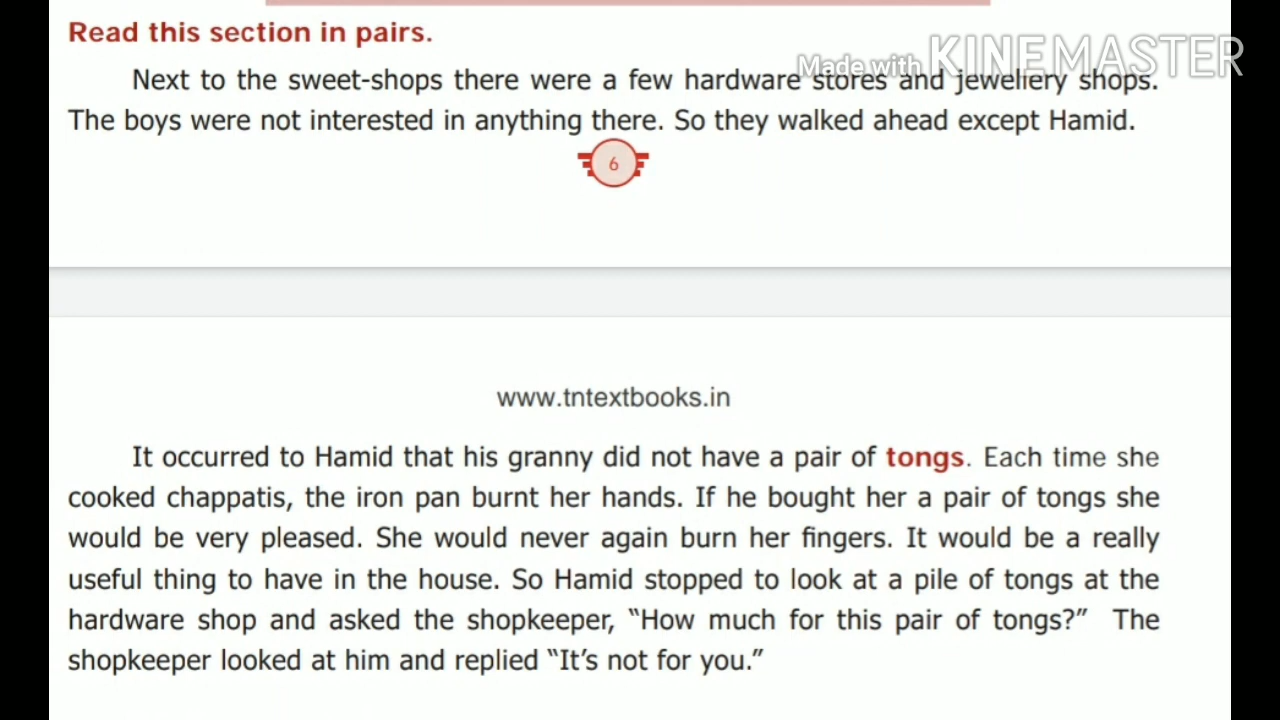 Read this section in pairs.
Made with KINEMASTER
Next to the sweet-shops there were a few hardware stores and jewellery shops.
The boys were not interested in anything there. So they walked ahead except Hamid.
6
www.tntextbooks.in
It occurred to Hamid that his granny did not have a pair of tongs. Each time she
cooked chappatis, the iron pan burnt her hands. If he bought her a pair of tongs she
would be very pleased. She would never again burn her fingers. It would be a really
useful thing to have in the house. So Hamid stopped to look at a pile of tongs at the
hardware shop and asked the shopkeeper, “How much for this pair of tongs?” The
shopkeeper looked at him and replied “It’s not for you.”